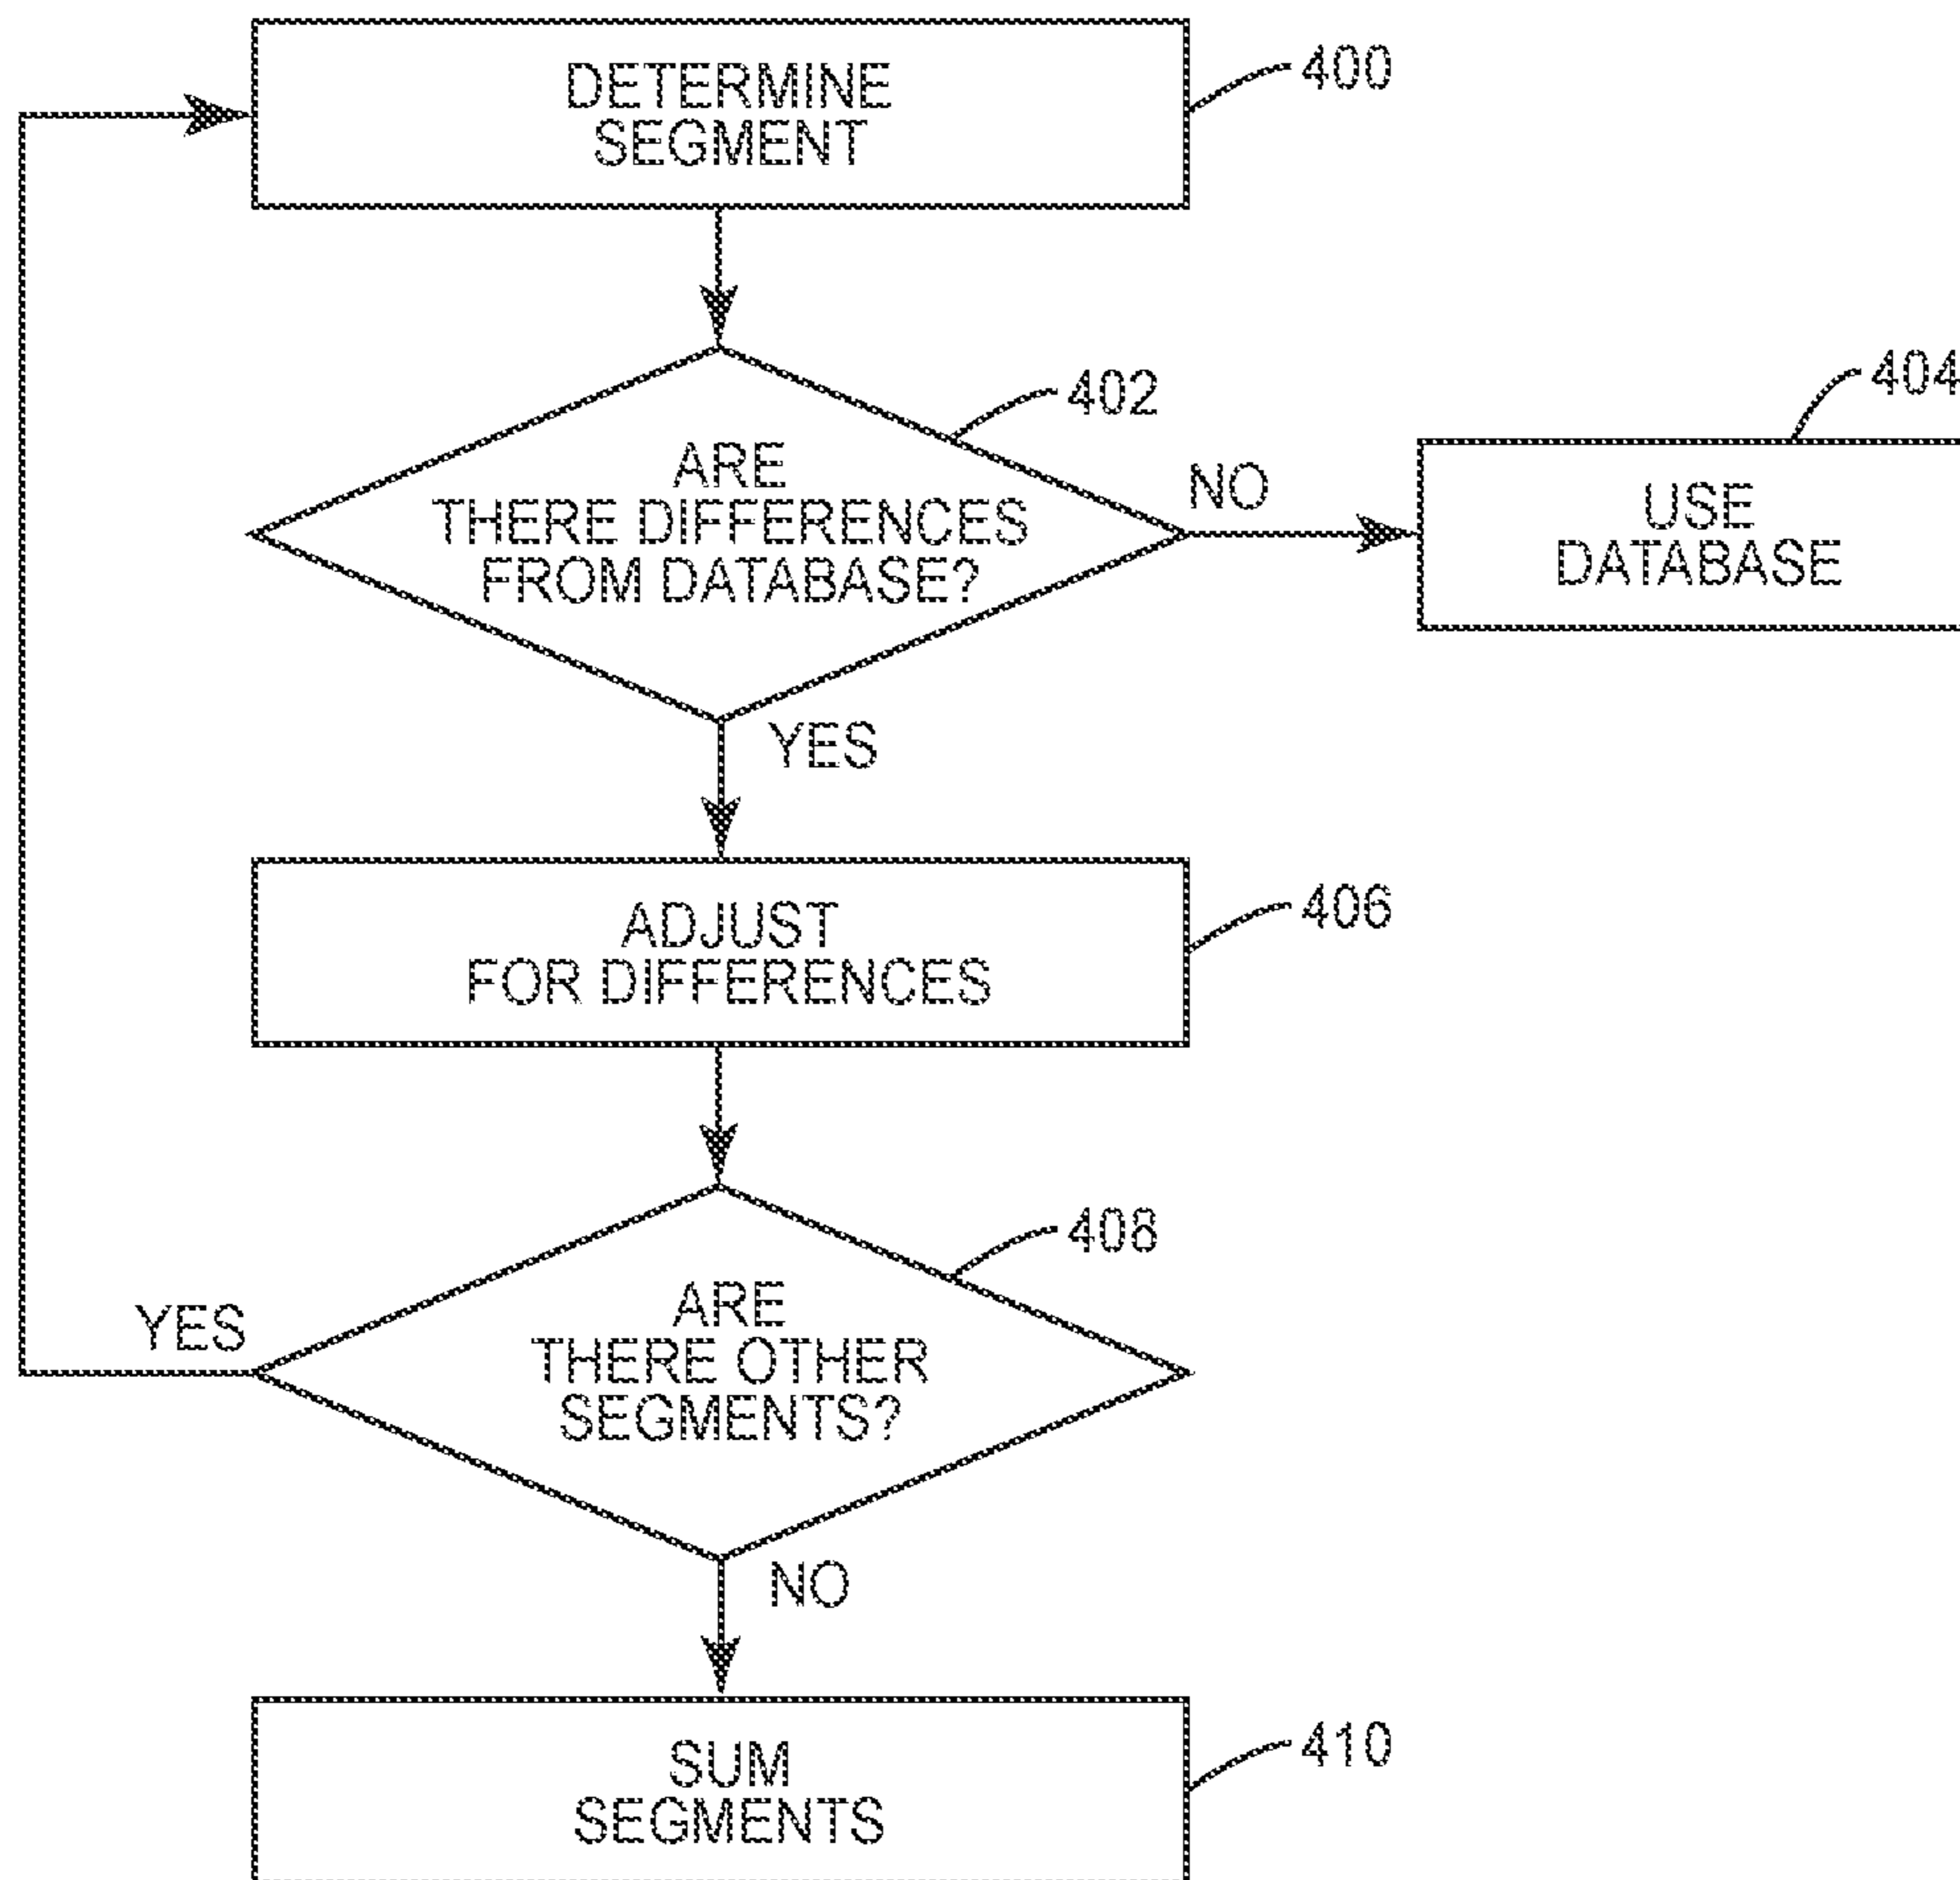 DETERMINE
SEGMENT
400
402
ARE
THERE DIFFERENCES
FROM DATABASE?
NO
404
USE
DATABASE
YES
ADJUST
FOR DIFFERENCES
406
408
ARE
THERE OTHER
SEGMENTS?
YES
NO
SUM
SEGMENTS
410